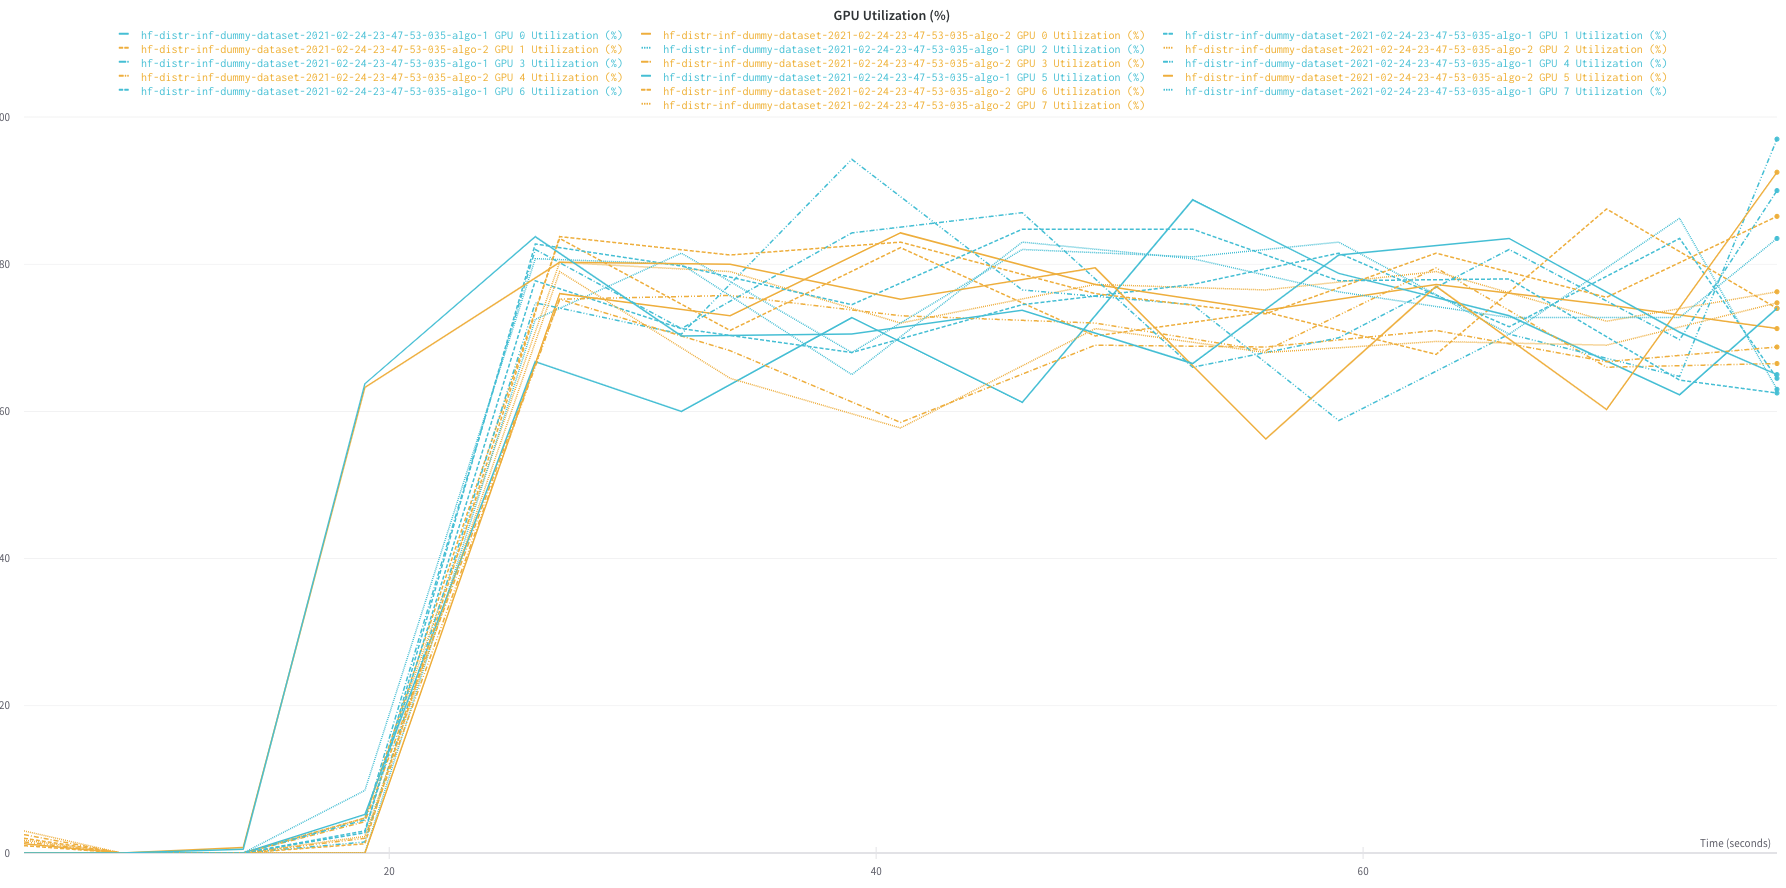 GPU Utilization (%)
hf-distr-inf-dummy-dataset-2021-02-24-23-47-53-035-algo-1 GPU 0 Utilization (%) hf-distr-inf-dummy-dataset-2021-02-24-23-47-53-035-algo-2 GPU 0 Utilization (%) hf-distr-inf-dummy-dataset-2021-02-24-23-47-53-035-algo-1 GPU 1 Utilization (%)
hf-distr-inf-dummy-dataset-2021-02-24-23-47-53-035-algo-2 GPU 1 Utilization (%) hf-distr-inf-dummy-dataset-2021-02-24-23-47-53-035-algo-1 GPU 2 Utilization (%) hf-distr-inf-dummy-dataset-2021-02-24-23-47-53-035-algo-2 GPU 2 Utilization (%)
hf-distr-inf-dummy-dataset-2021-02-24-23-47-53-035-algo-1 GPU 3 Utilization (%) hf-distr-inf-dummy-dataset-2021-02-24-23-47-53-035-algo-2 GPU 3 Utilization (%) hf-distr-inf-dummy-dataset-2021-02-24-23-47-53-035-algo-1 GPU 4 Utilization (%)
hf-distr-inf-dummy-dataset-2021-02-24-23-47-53-035-algo-2 GPU 4 Utilization (%) hf-distr-inf-dummy-dataset-2021-02-24-23-47-53-035-algo-1 GPU 5 Utilization (%) hf-distr-inf-dummy-dataset-2021-02-24-23-47-53-035-algo-2 GPU 5 Utilization (%)
hf-distr-inf-dummy-dataset-2021-02-24-23-47-53-035-algo-1 GPU 6 Utilization (%) hf-distr-inf-dummy-dataset-2021-02-24-23-47-53-035-algo-2 GPU 6 Utilization (%) hf-distr-inf-dummy-dataset-2021-02-24-23-47-53-035-algo-1 GPU 7 Utilization (%)
hf-distr-inf-dummy-dataset-2021-02-24-23-47-53-035-algo-2 GPU 7 Utilization (%)
00
80
60
40
20
0
Time (seconds)
20 40 60